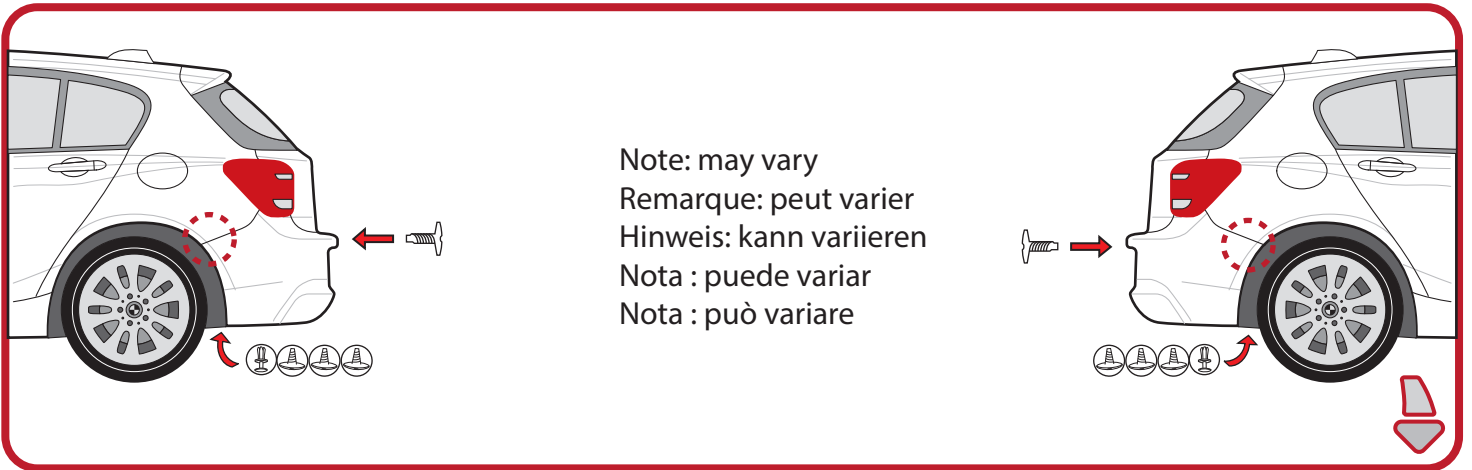 Note: may vary
Remarque: peut varier
Hinweis: kann variieren
Nota : puede variar
Nota : può variare